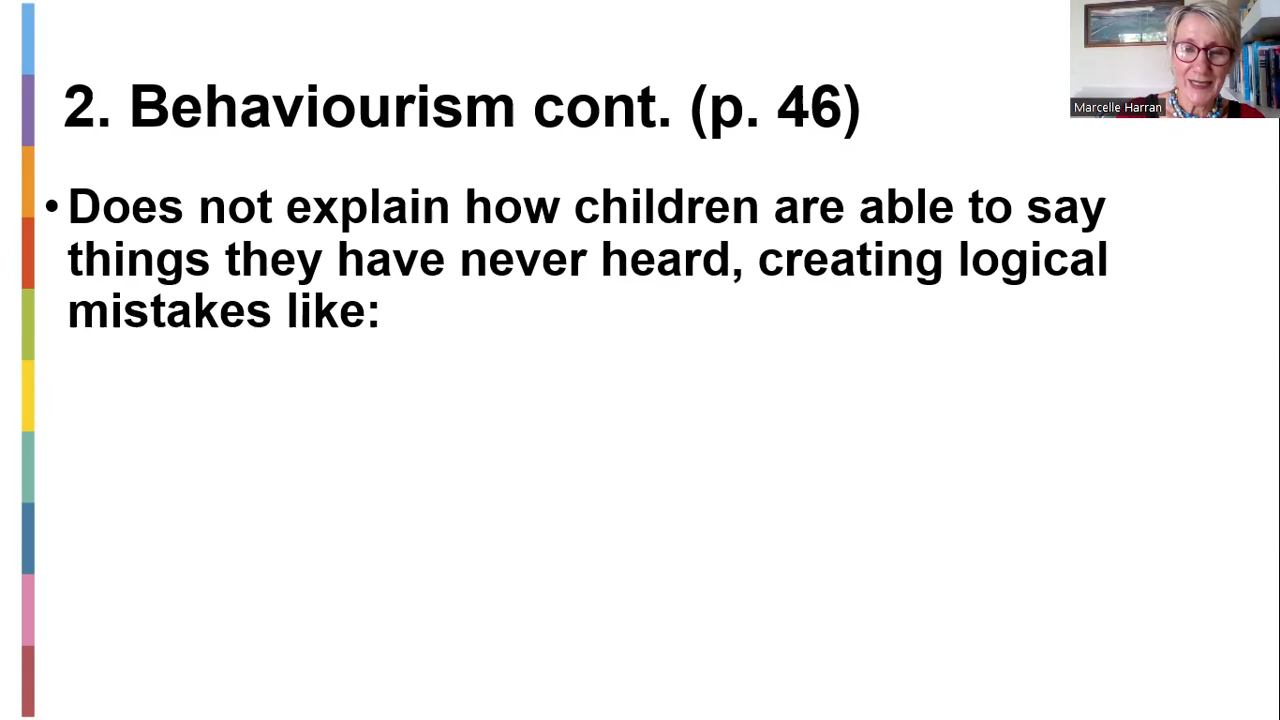 2. Behaviourism cont. (p. 46)
Marcelle Harran
• Does not explain how children are able to say
things they have never heard, creating logical
mistakes like: